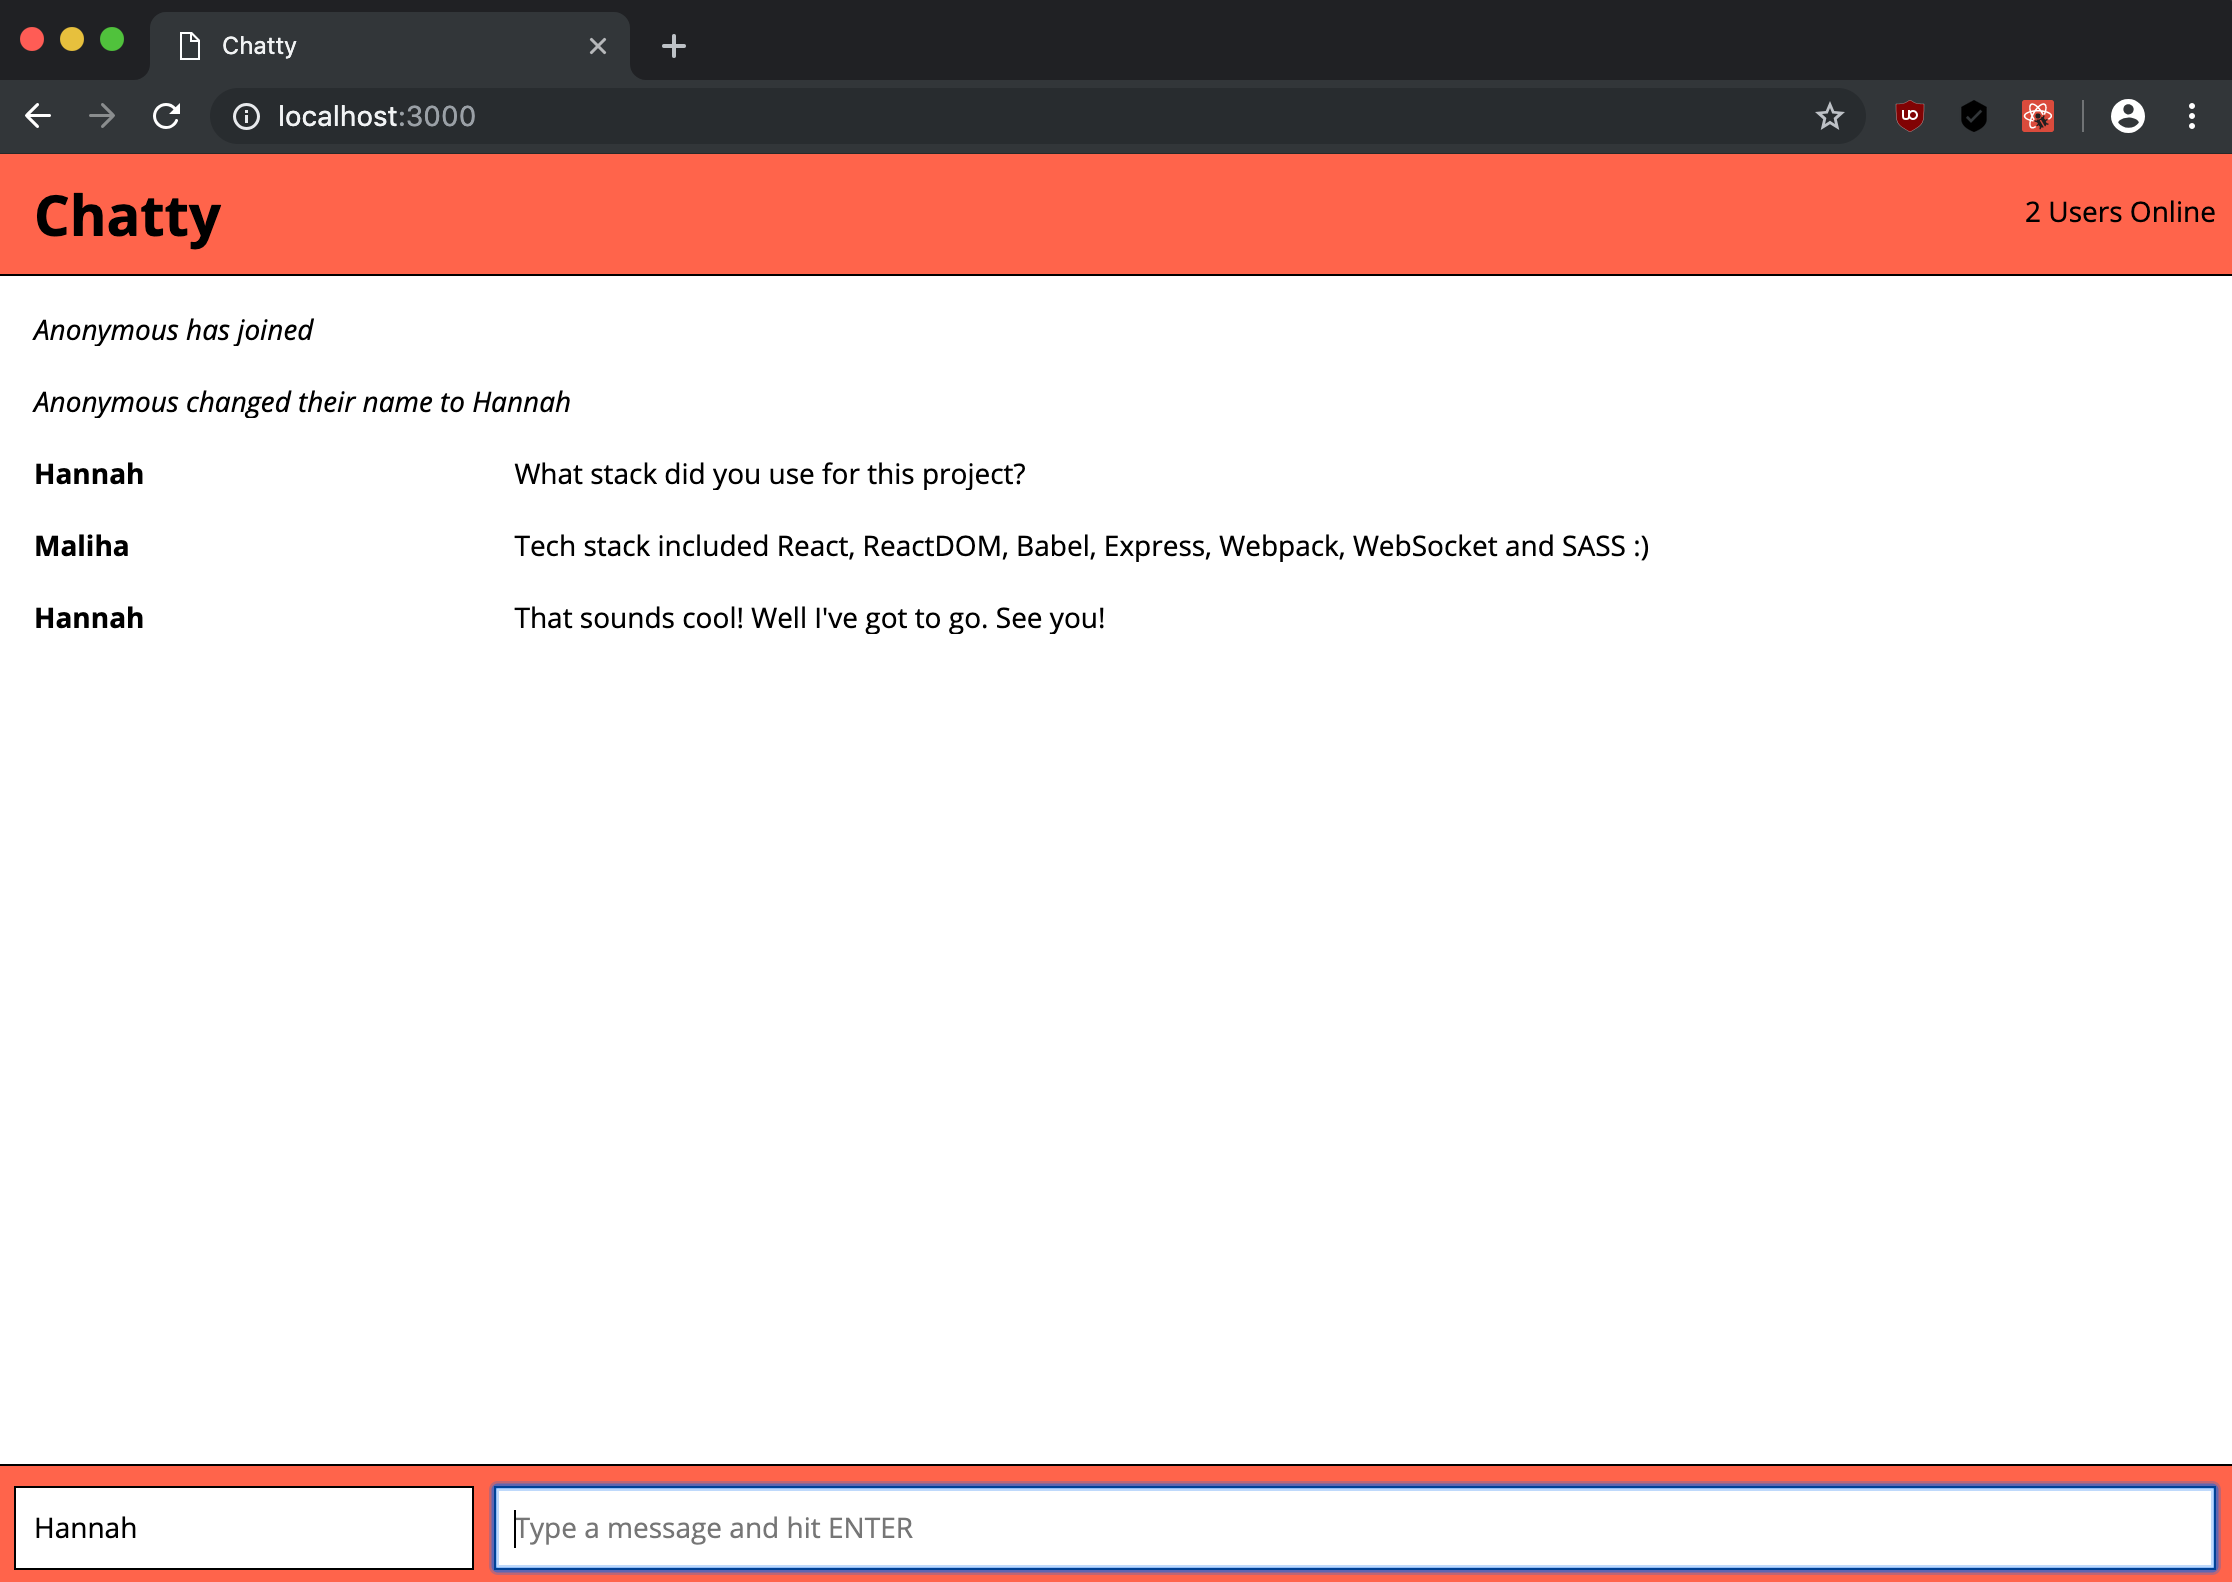 Chatty
localhost:3000
Chatty
2 Users Online
Anonymous has joined
Anonymous changed their name to Hannah
Hannah What stack did you use for this project?
Maliha Tech stack included React, ReactDOM, Babel, Express, Webpack, WebSocket and SASS :)
Hannah That sounds cool! Well I've got to go. See you!
Hannah
Type a message and hit ENTER